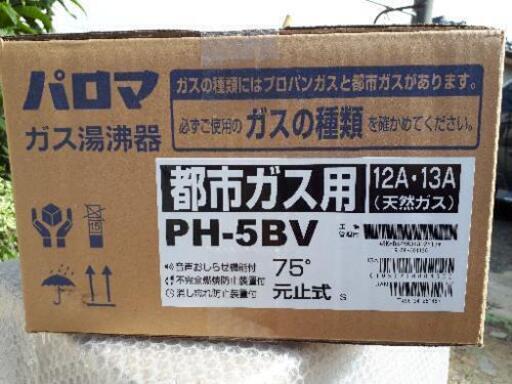 パロマ
ガス湯沸器
ガスの種類にはプロパンガスと都市ガスがあります。
必ずご使用のガスの種類を確かめてください。
都市ガス用
12A・13A
(天然ガス)
PH-5BV
音声おしらせ機能付
不完全燃焼防止装置付
消し忘れ防止装置付
75°
元止式
S
15